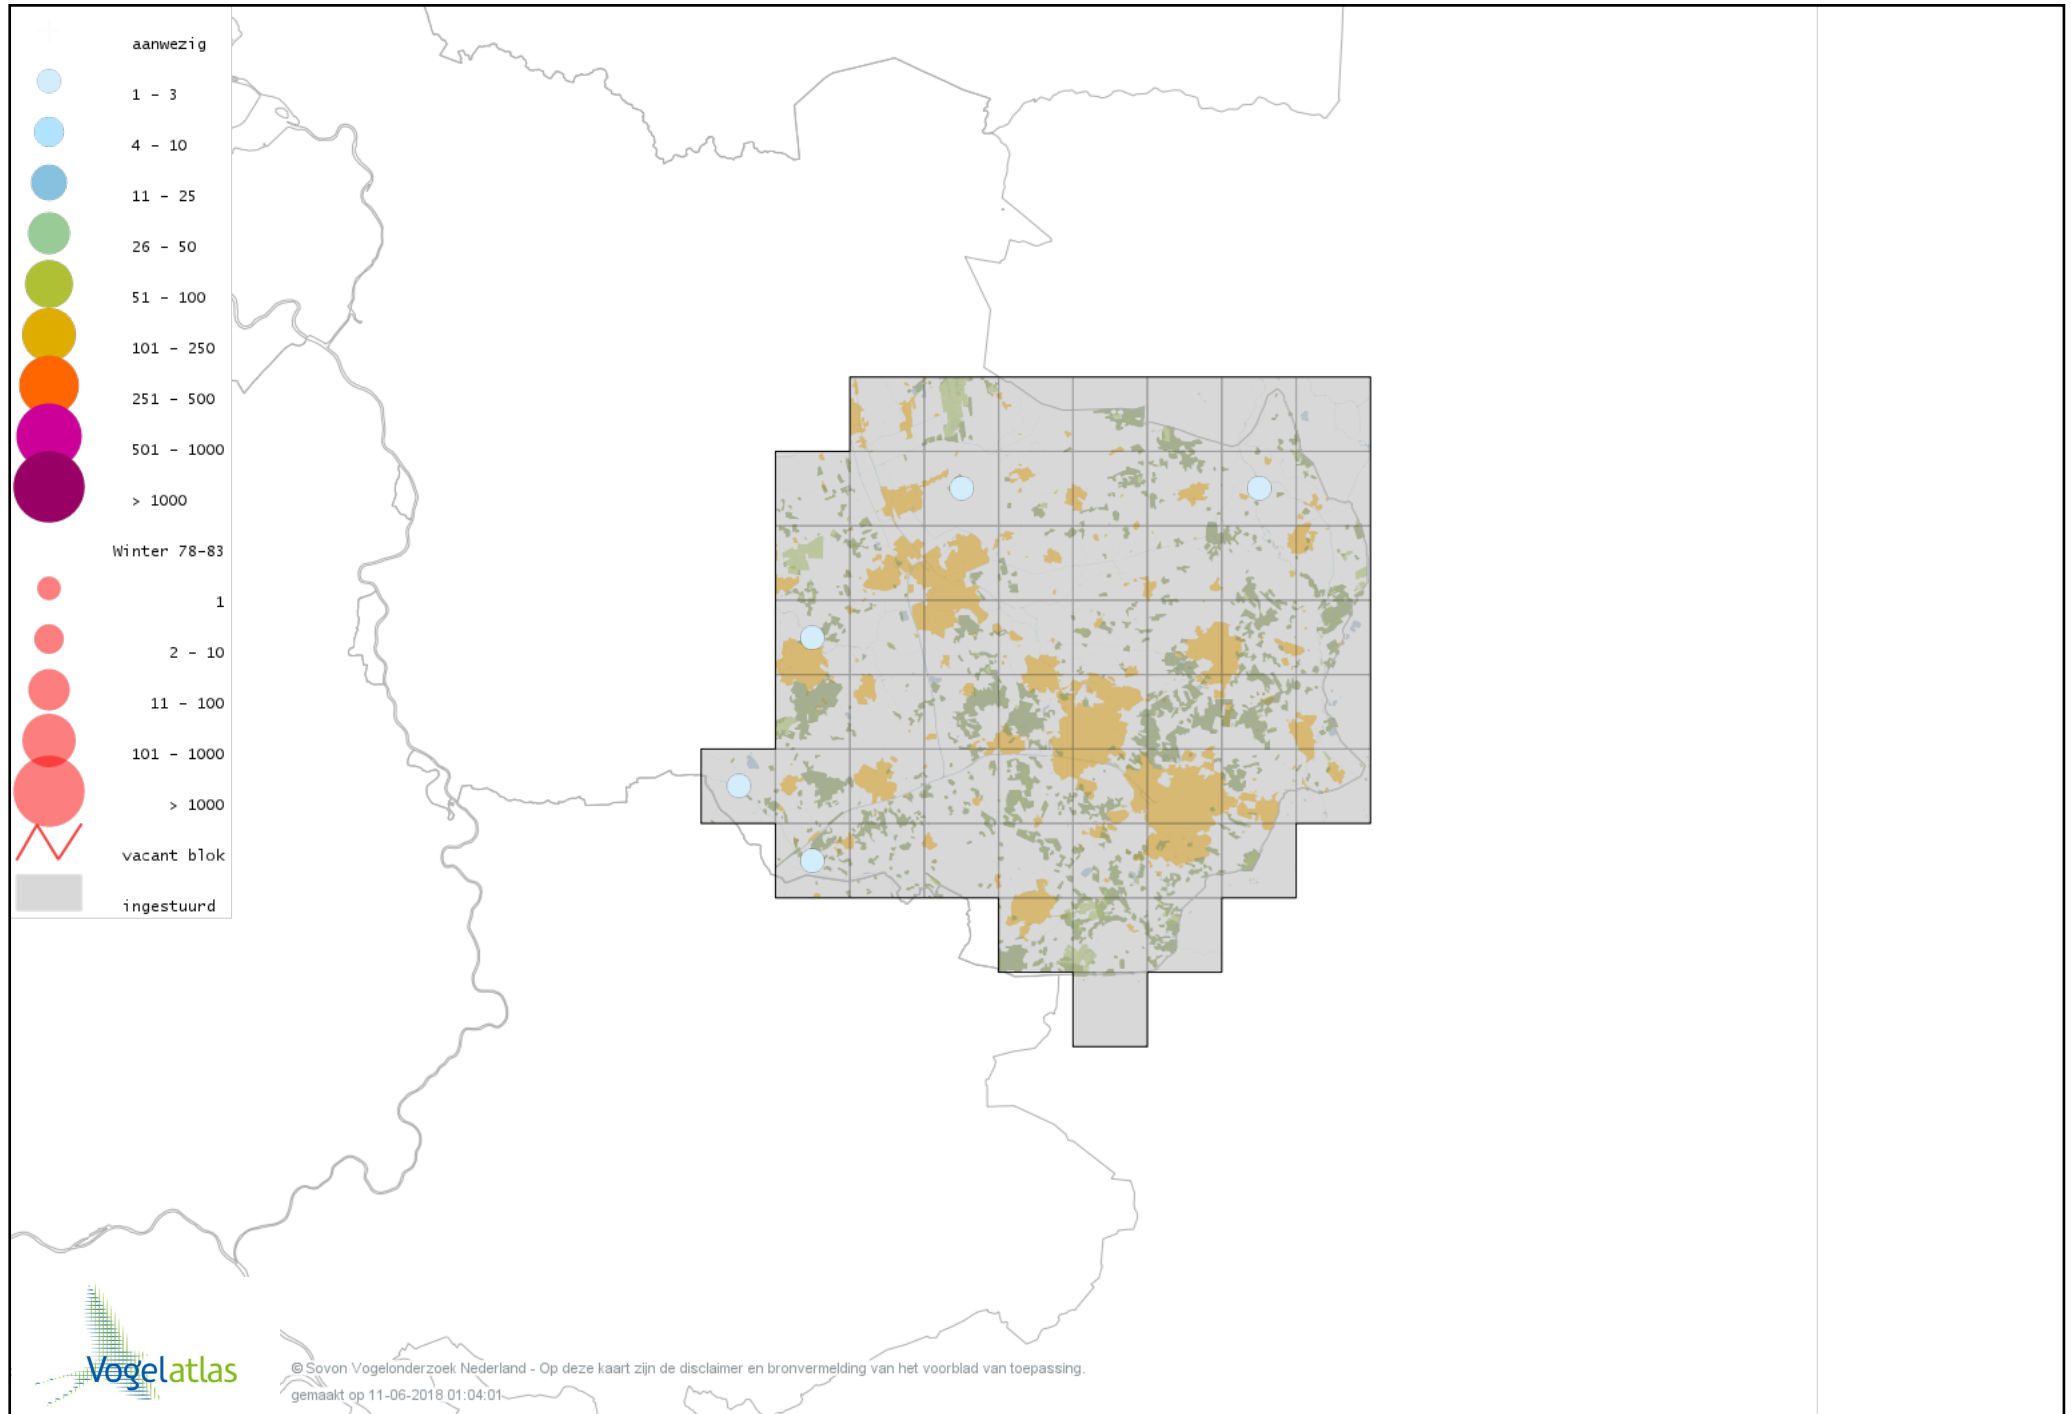 aanwezig
1 - 3
4 - 10
11 - 25
26 - 50
51 - 100
101 - 250
251 - 500
501 - 1000
> 1000
Winter 78-83
1
2 - 10
11 - 100
101 - 1000
> 1000
vacant blok
ingestuurd
Vogelatlas
© Sovon Vogelonderzoek Nederland - Op deze kaart zijn de disclaimer en bronvermelding van het voorblad van toepassing.
gemaakt op 11-06-2018 01:04:01